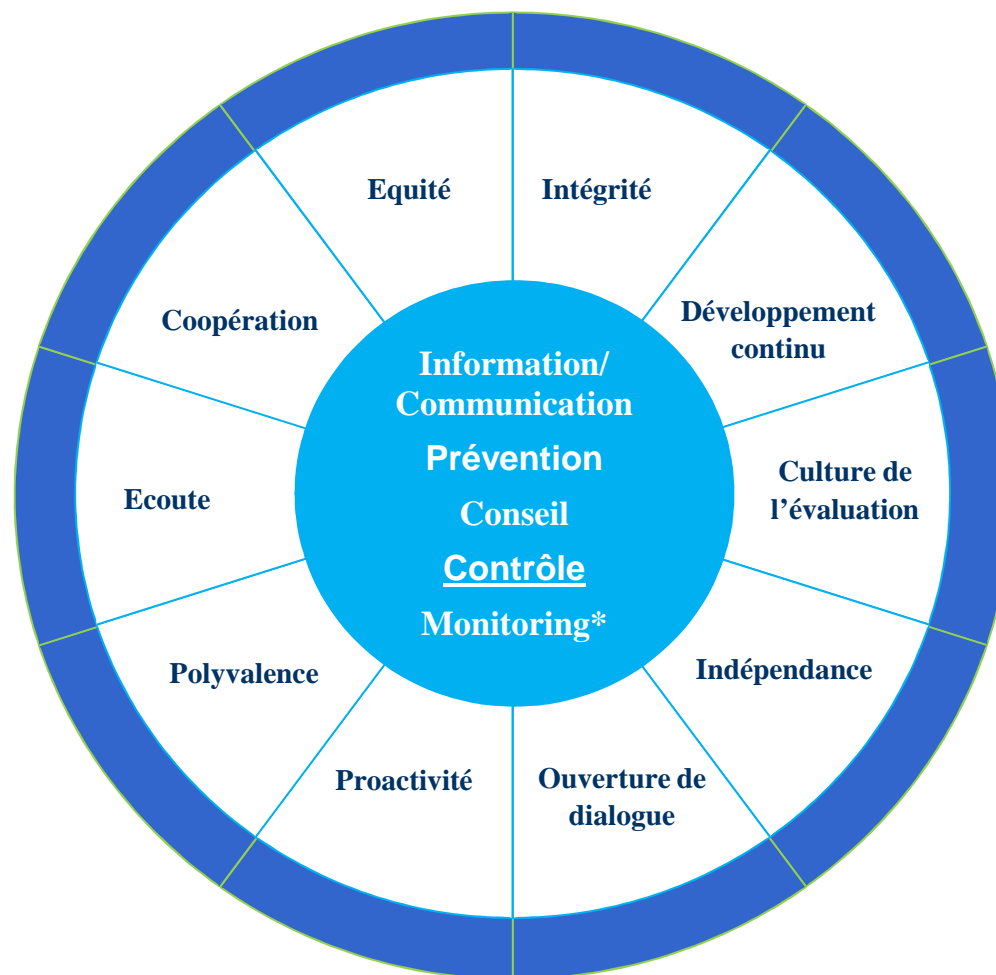 Equité
Intégrité
Coopération
Développement
continu
Information/
Communication
Prévention
Conseil
Contrôle
Monitoring*
Ecoute
Culture de
l’évaluation
Polyvalence
Indépendance
Proactivité
Ouverture de
dialogue